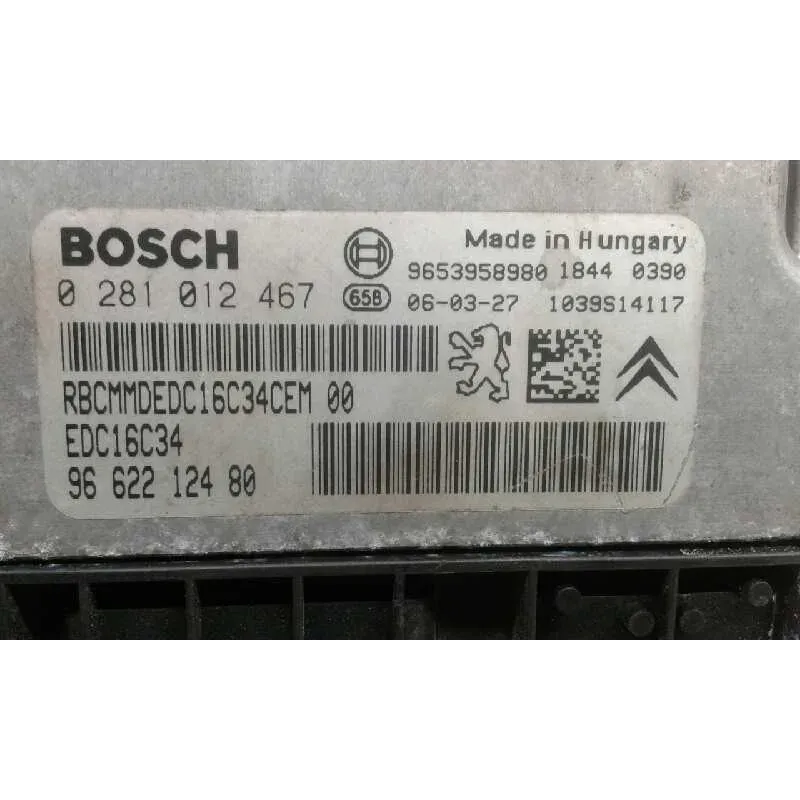 BOSCH
Made in Hungary
9653958980 1844 0390
0 281 012 467
65B
06-03-27 1039S14117
RBCMMDEDC16C34CEM 00
EDC16C34
96 622 124 80